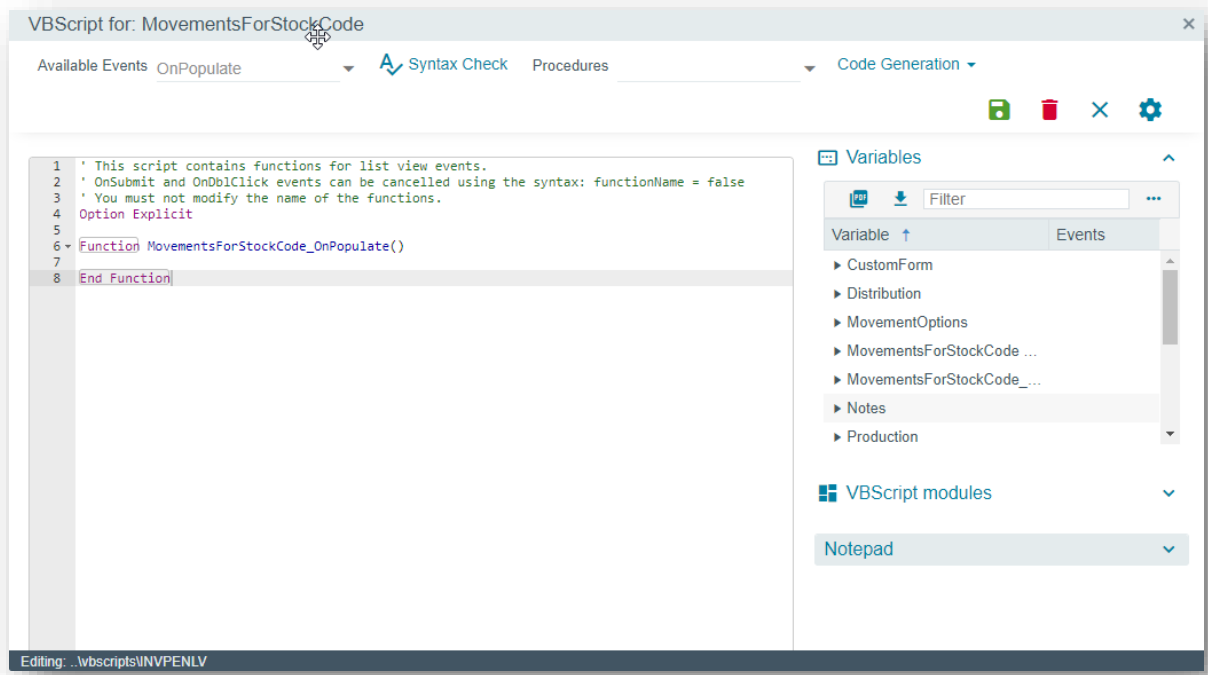 VBScript for: MovementsForStockCode
Available Events OnPopulate Syntax Check Procedures Code Generation
1 ' This script contains functions for list view events.
2 ' OnSubmit and OnDblClick events can be cancelled using the syntax: functionName = false
3 ' You must not modify the name of the functions.
4 Option Explicit
5
6 Function MovementsForStockCode_OnPopulate()
7
8 End Function
Variables
PDF Filter ...
Variable ↑ Events
CustomForm
Distribution
MovementOptions
MovementsForStockCode ...
MovementsForStockCode_...
Notes
Production
VBScript modules
Notepad
Editing: ..\vbscripts\INVPENLV